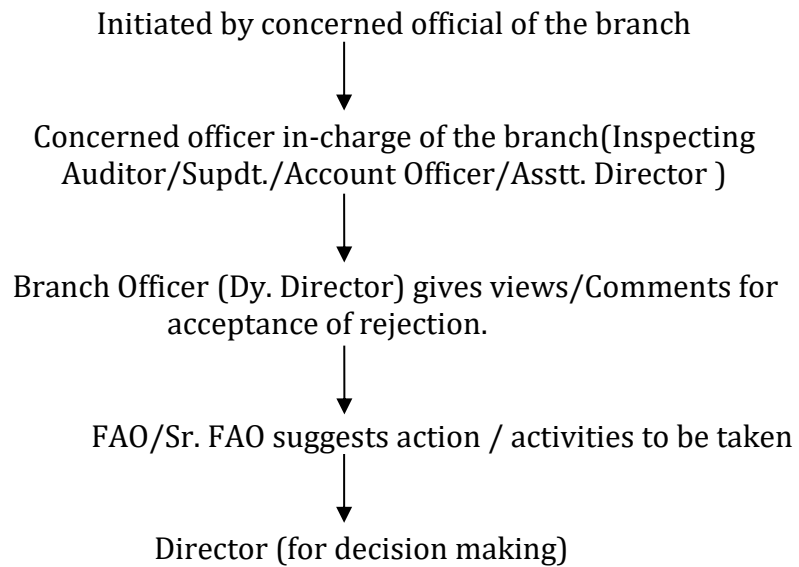 Initiated by concerned official of the branch
Concerned officer in-charge of the branch(Inspecting
Auditor/Supdt./Account Officer/Asstt. Director )
Branch Officer (Dy. Director) gives views/Comments for
acceptance of rejection.
FAO/Sr. FAO suggests action / activities to be taken
Director (for decision making)